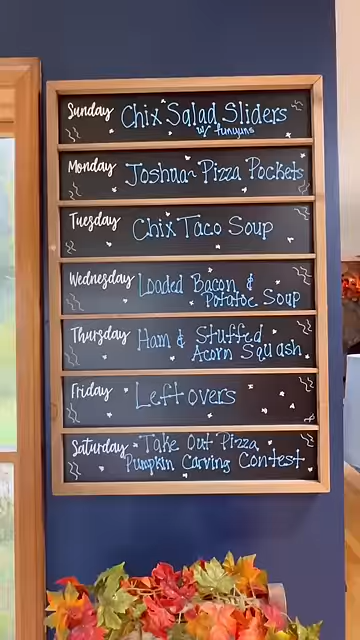 Sunday Chix Salad Sliders
w/ funyuns
Monday Joshua~ Pizza Pockets
Tuesday Chix Taco Soup
Wednesday Loaded Bacon &
Potatoe Soup
Thursday Ham & Stuffed
Acorn Squash
Friday Leftovers
Saturday Take Out Pizza
Pumpkin Carving Contest